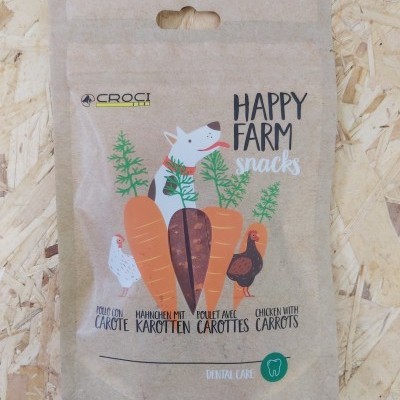 CROCI
HAPPY
FARM
snacks
POLLO CON
CAROTE
HÄHNCHEN MIT
KAROTTEN
POULET AVEC
CAROTTES
CHICKEN WITH
CARROTS
DENTAL CARE